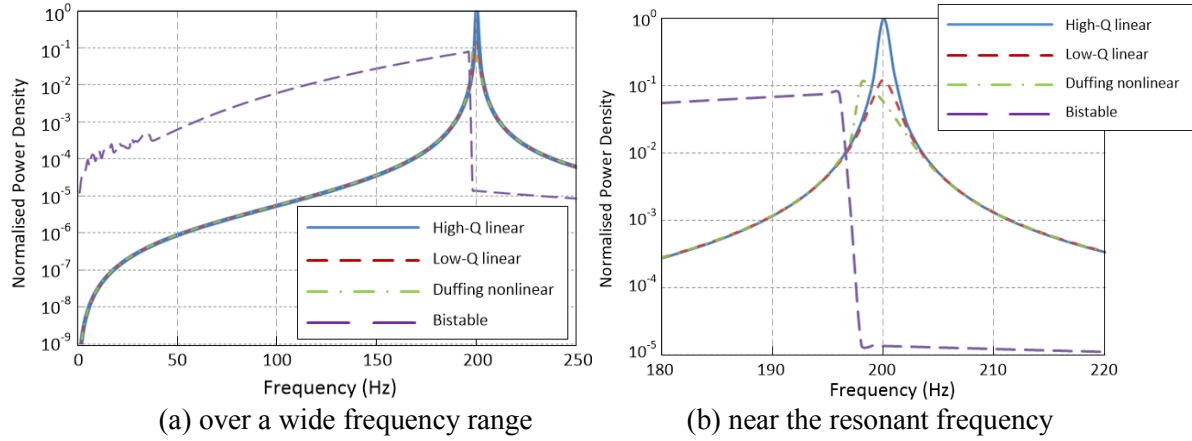 Normalised Power Density
10^0
10^-1
10^-2
10^-3
10^-4
10^-5
10^-6
10^-7
10^-8
10^-9
High-Q linear
Low-Q linear
Duffing nonlinear
Bistable
0 50 100 150 200 250
Frequency (Hz)
(a) over a wide frequency range
Normalised Power Density
10^0
10^-1
10^-2
10^-3
10^-4
10^-5
High-Q linear
Low-Q linear
Duffing nonlinear
Bistable
180 190 200 210 220
Frequency (Hz)
(b) near the resonant frequency